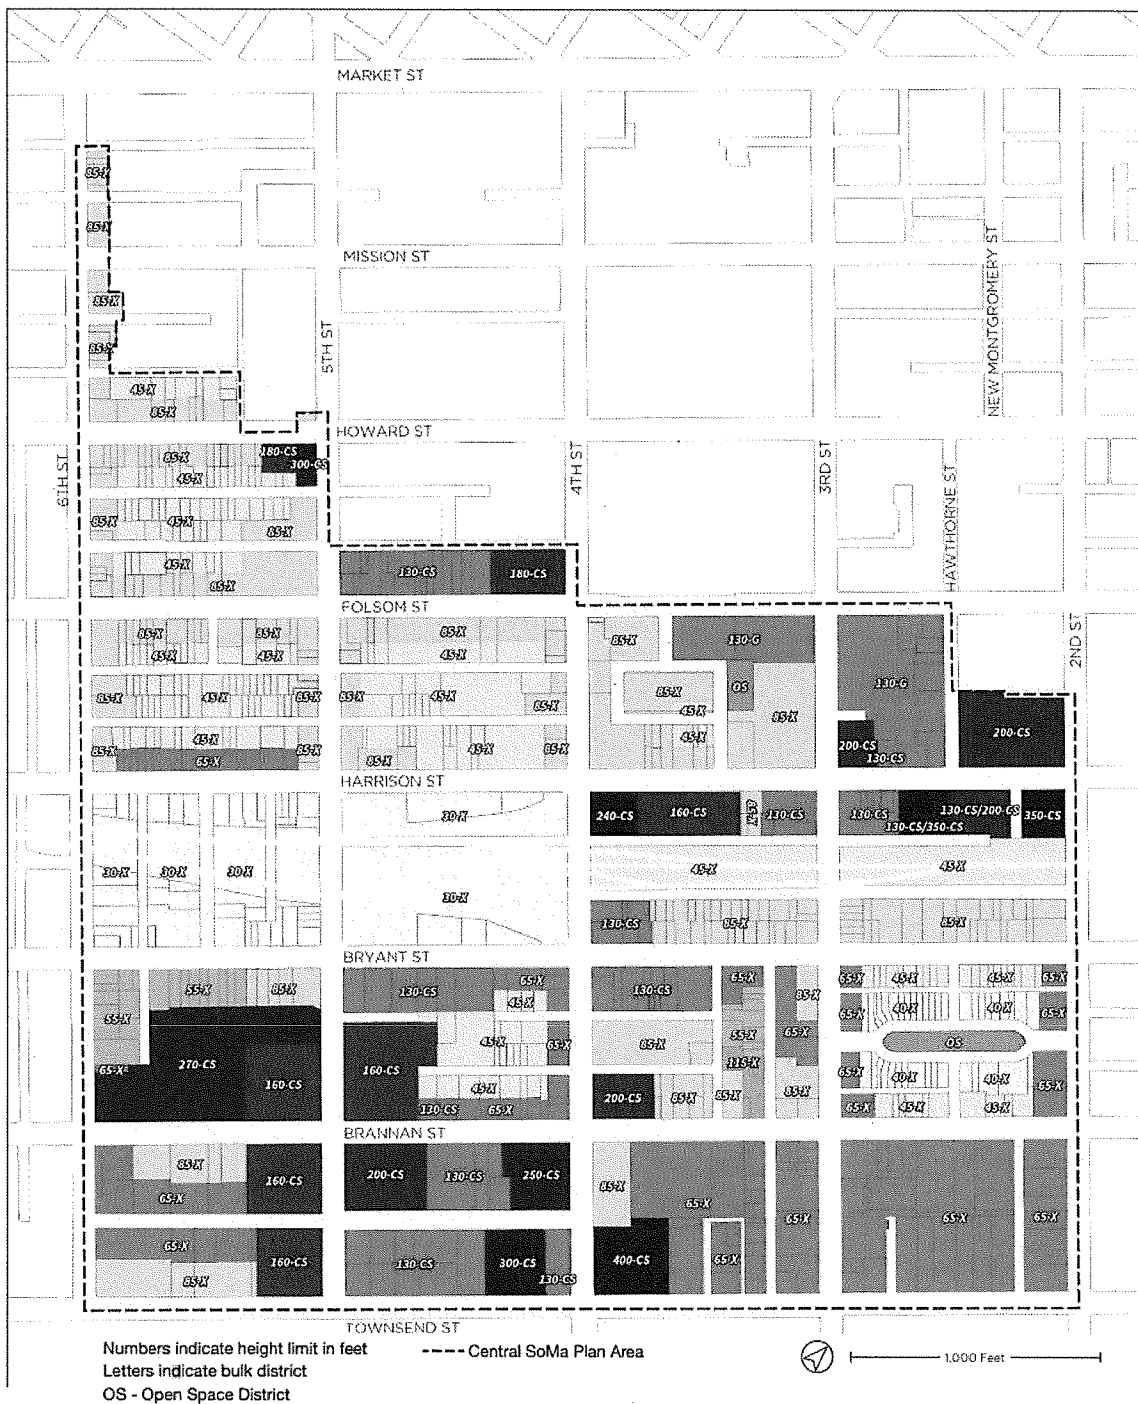 MARKET ST
85-X
85-X
MISSION ST
NEW MONTGROMERY ST
85-X
5TH ST
85-X
45-X
85-X
HOWARD ST
6TH ST
4TH ST
3RD ST
HAWTHORNE ST
85-X
180-CS
300-CS
45-X
85-X
45-X
85-X
45-X
85-X
130-CS
180-CS
FOLSOM ST
2ND ST
85-X
85-X
45-X
45-X
85-X
45-X
85-X
130-G
85-X
45-X
45-X
85-X
85-X
45-X
85-X
85-X
45-X
OS
85-X
130-G
45-X
85-X
65-X
85-X
85-X
45-X
85-X
45-X
200-CS
130-CS
200-CS
HARRISON ST
30-X
240-CS
160-CS
85-X
130-CS
130-CS
130-CS/200-CS
130-CS/350-CS
350-CS
30-X
30-X
30-X
30-X
45-X
45-X
130-CS
85-X
85-X
BRYANT ST
55-X
85-X
55-X
130-CS
65-X
45-X
45-X
65-X
130-CS
65-X
85-X
65-X
45-X
45-X
65-X
65-X
40-X
40-X
65-X
270-CS
160-CS
65-X
160-CS
45-X
130-CS
65-X
85-X
55-X
65-X
115-X
OS
65-X
40-X
40-X
65-X
200-CS
85-X
85-X
85-X
65-X
45-X
45-X
BRANNAN ST
85-X
65-X
160-CS
200-CS
130-CS
250-CS
85-X
65-X
65-X
65-X
65-X
65-X
85-X
160-CS
130-CS
300-CS
130-CS
400-CS
65-X
TOWNSEND ST
Numbers indicate height limit in feet
Letters indicate bulk district
OS - Open Space District
Central SoMa Plan Area
1,000 Feet